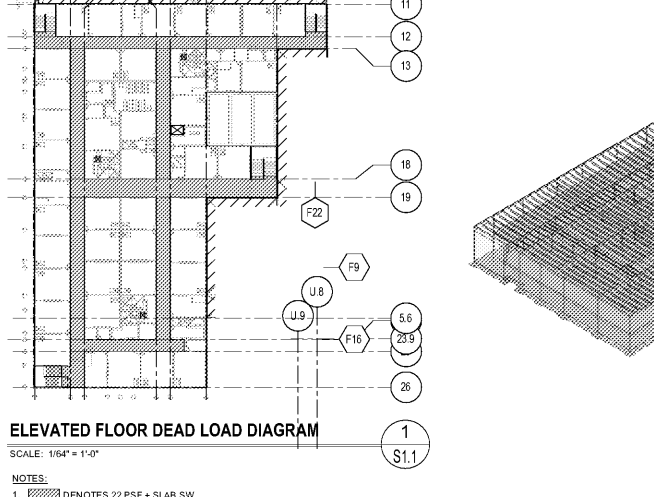 11
12
13
18
19
F22
F9
U.8
U.9
5.6
F16
23.9
26
ELEVATED FLOOR DEAD LOAD DIAGRAM
1
SCALE: 1/64" = 1'-0"
S1.1
NOTES:
1. DENOTES 22 PSF + SLAB SW